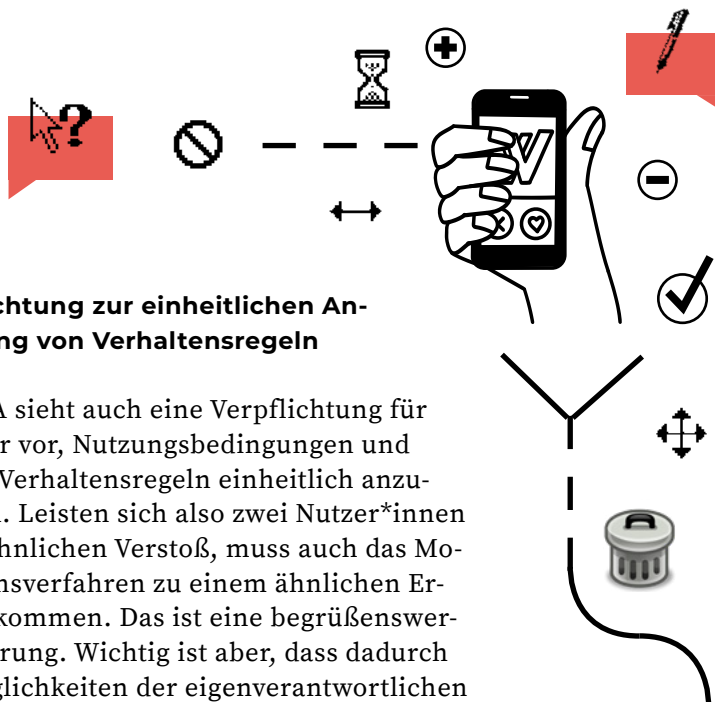 ?
chtung zur einheitlichen An-
ng von Verhaltensregeln
A sieht auch eine Verpflichtung für
r vor, Nutzungsbedingungen und
Verhaltensregeln einheitlich anzu-
. Leisten sich also zwei Nutzer*innen
hnlichen Verstoß, muss auch das Mo-
nsverfahren zu einem ähnlichen Er-
kommen. Das ist eine begrüßenswer-
rung. Wichtig ist aber, dass dadurch
glichkeiten der eigenverantwortlichen